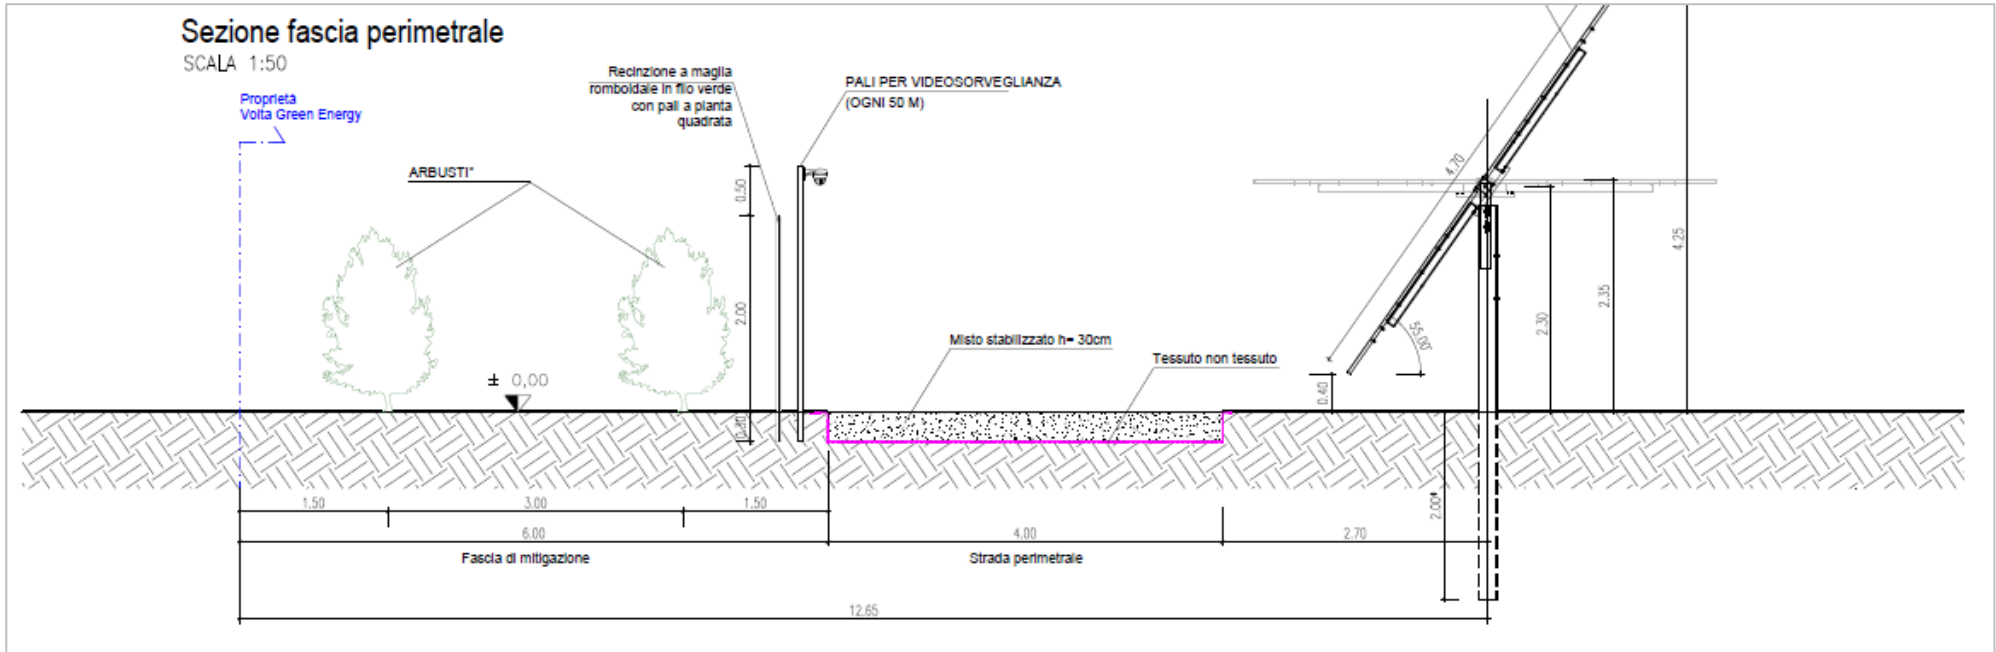 Sezione fascia perimetrale
SCALA 1:50
Proprietà
Volta Green Energy
ARBUSTI*
Recinzione a maglia
romboidale in filo verde
con pali a pianta
quadrata
PALI PER VIDEOSORVEGLIANZA
(OGNI 50 M)
0.50
2.00
0.30
± 0,00
Misto stabilizzato h= 30cm
Tessuto non tessuto
4.70
55.00°
0.40
2.30
2.35
4.25
2.00*
1.50
3.00
1.50
6.00
4.00
2.70
Fascia di mitigazione
Strada perimetrale
12.65